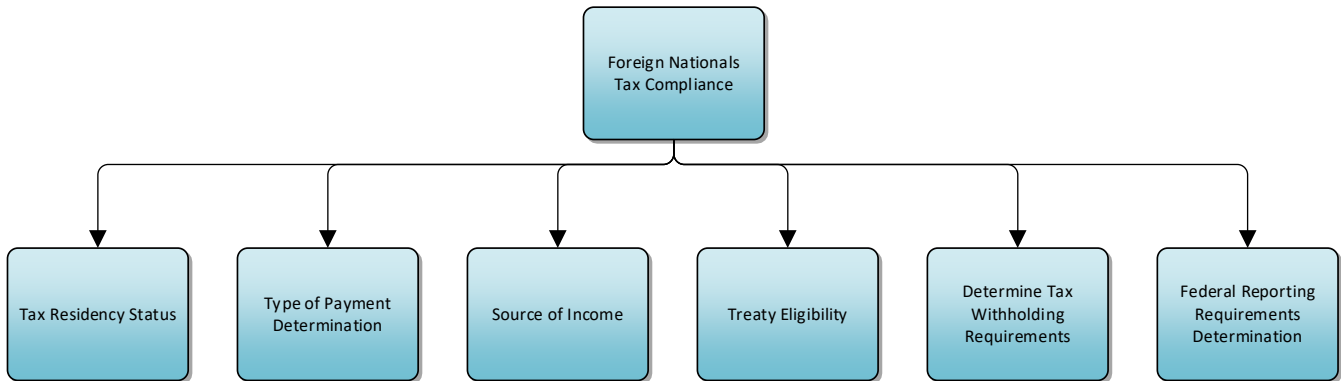 Foreign Nationals
Tax Compliance
Tax Residency Status
Type of Payment
Determination
Source of Income
Treaty Eligibility
Determine Tax
Withholding
Requirements
Federal Reporting
Requirements
Determination